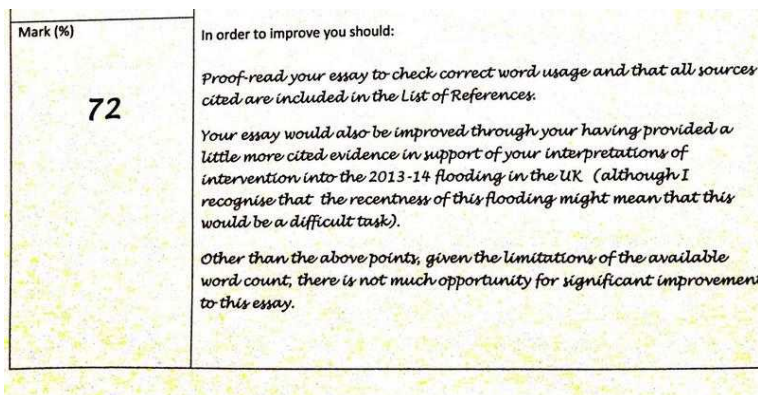 Mark (%)
72
In order to improve you should:
Proof-read your essay to check correct word usage and that all sources
cited are included in the List of References.
Your essay would also be improved through your having provided a
little more cited evidence in support of your interpretations of
intervention into the 2013-14 flooding in the UK (although I
recognise that the recentness of this flooding might mean that this
would be a difficult task).
Other than the above points, given the limitations of the available
word count, there is not much opportunity for significant improvement
to this essay.